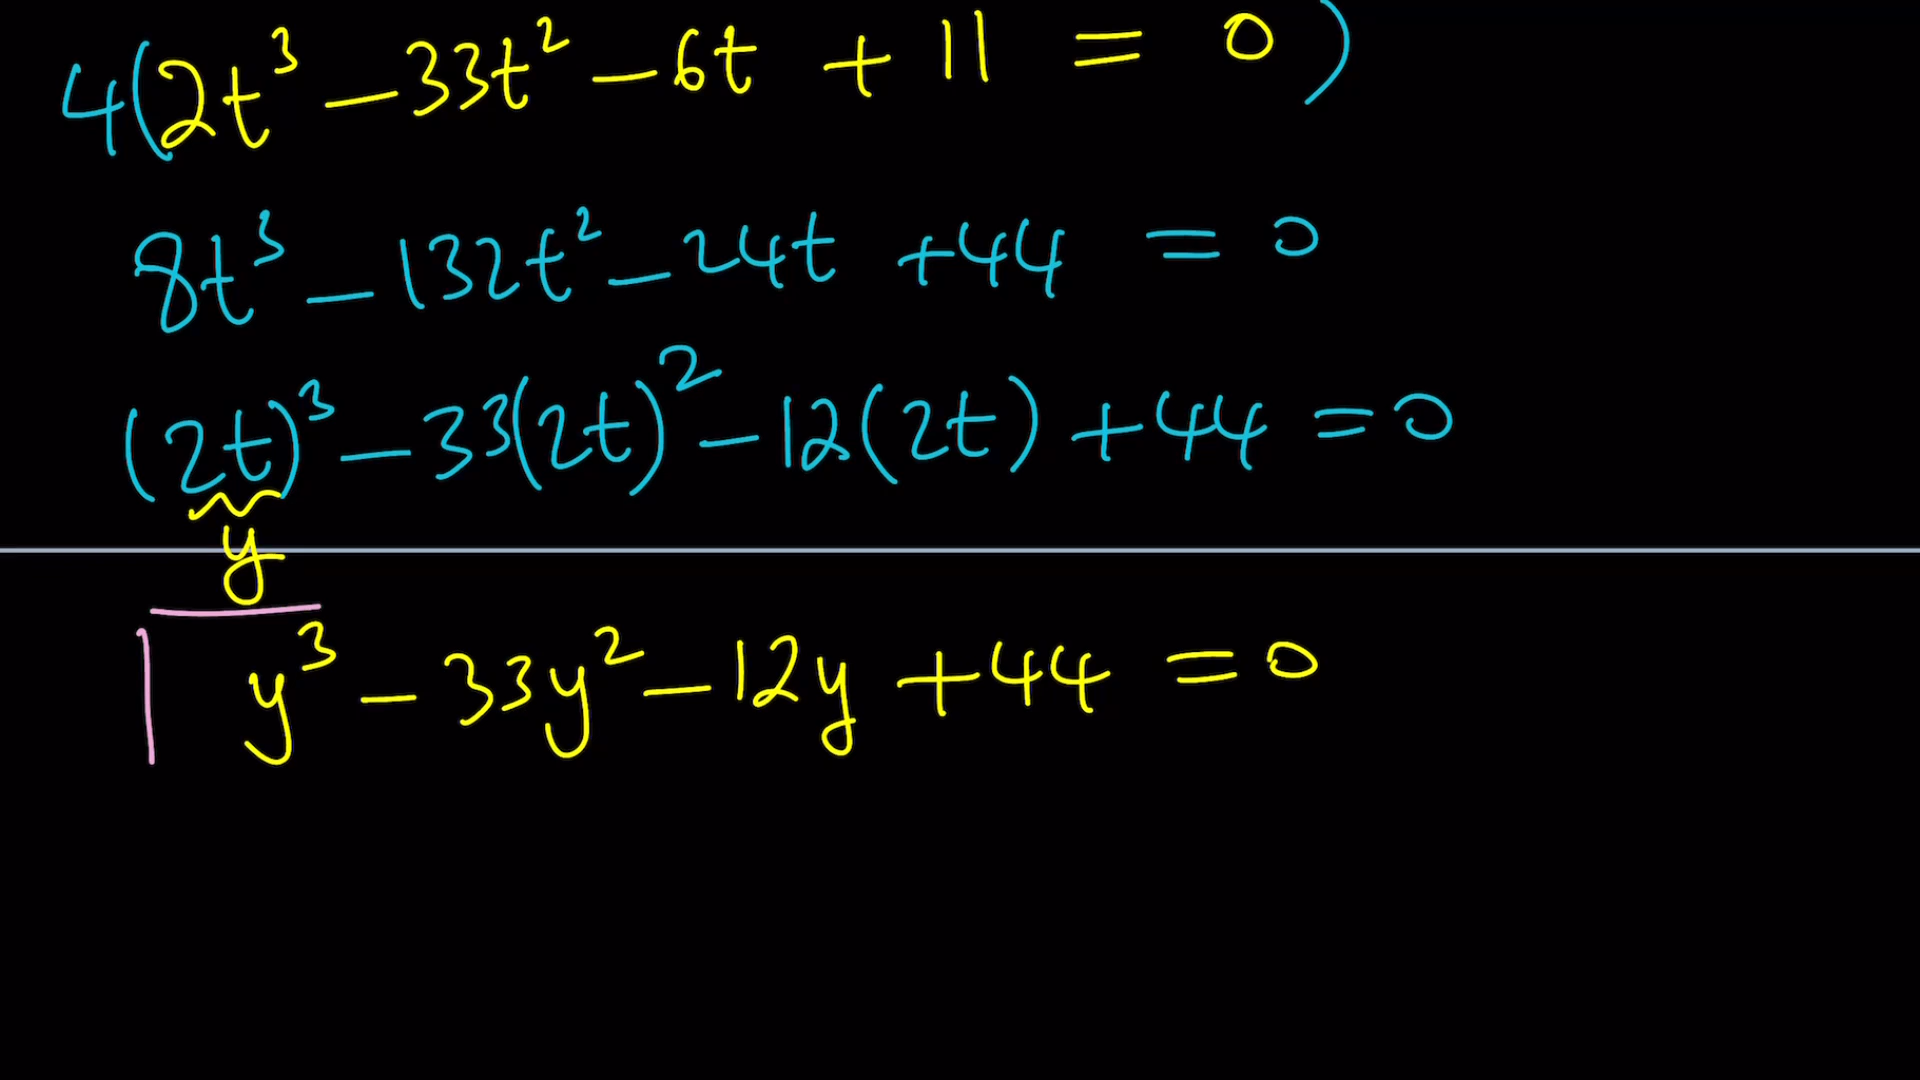 4(2t³ – 33t² – 6t + 11 = 0)
8t³ – 132t² – 24t + 44 = 0
(2t)³ – 33(2t)² – 12(2t) + 44 = 0
y
y³ – 33y² – 12y + 44 = 0